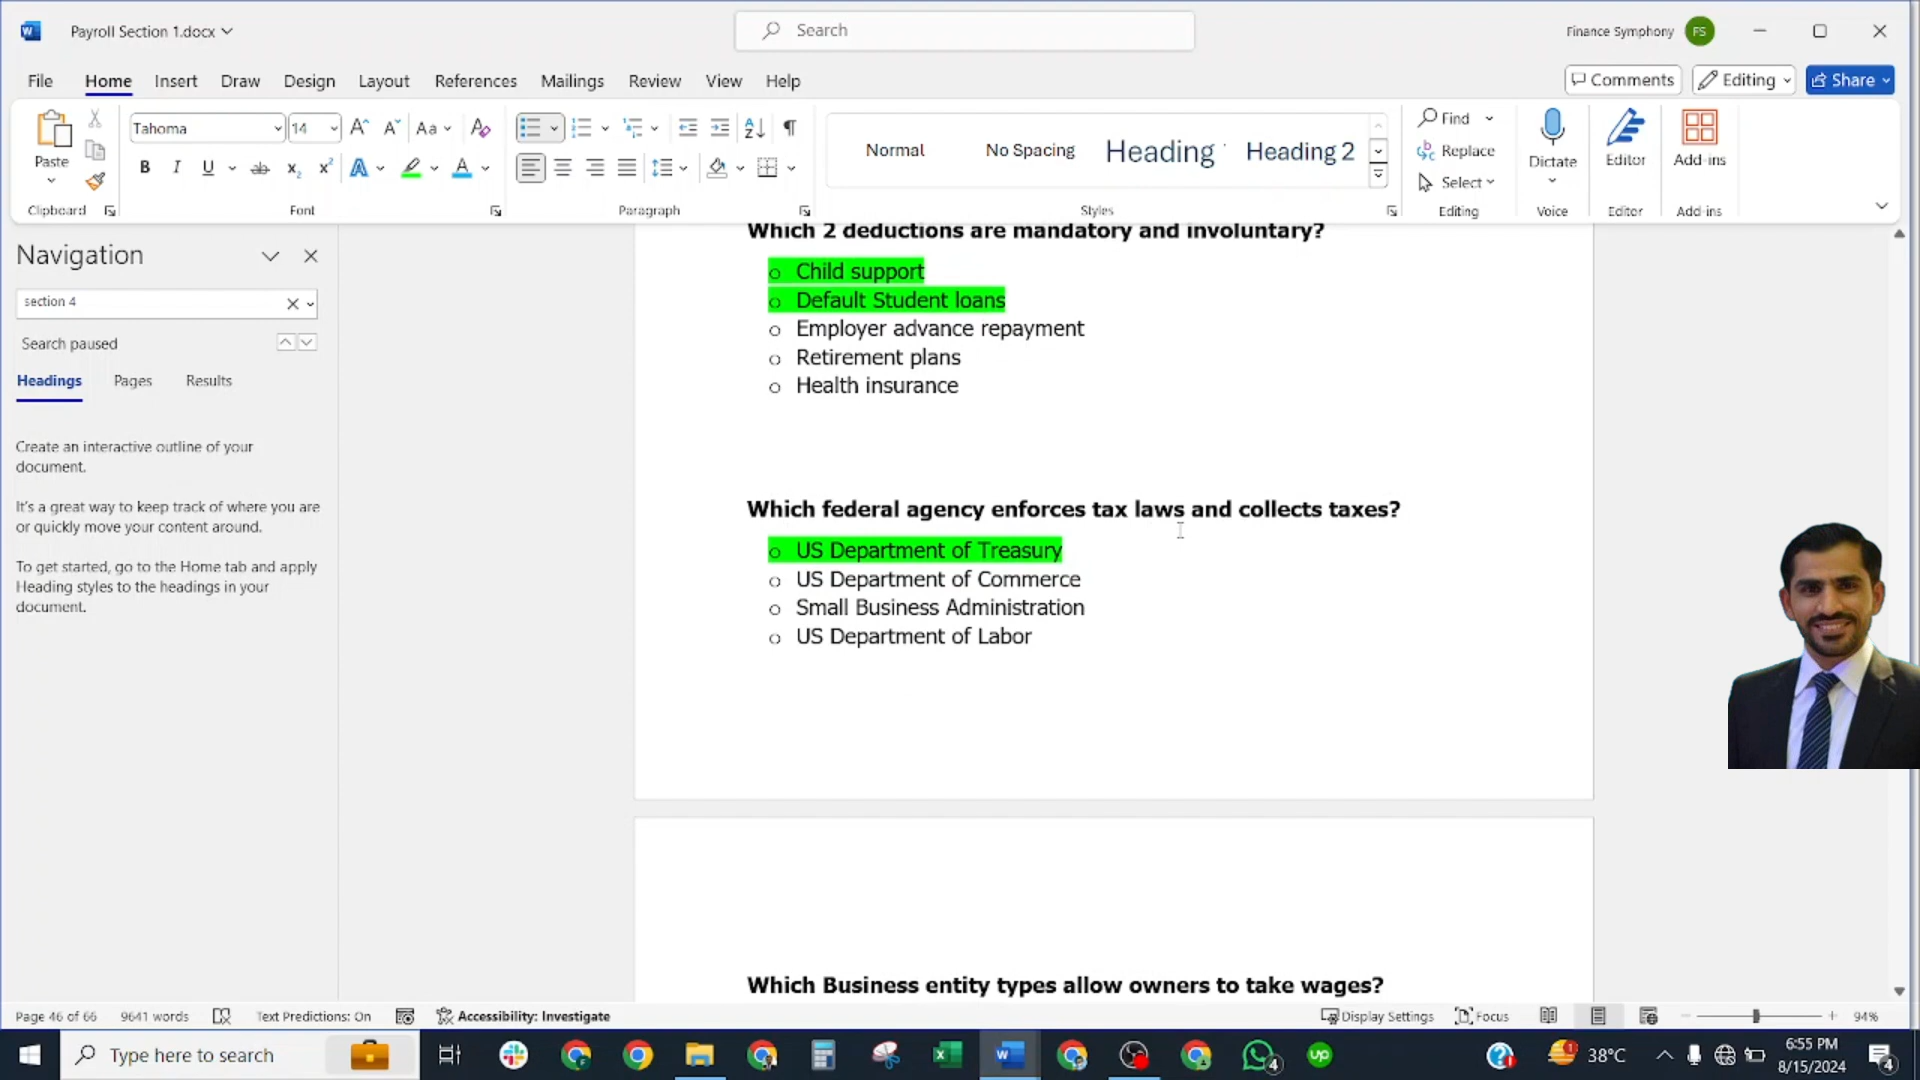 Payroll Section 1.docx
Search
Finance Symphony
FS
File
Home
Insert
Draw
Design
Layout
References
Mailings
Review
View
Help
Comments
Editing
Share
Paste
Clipboard
Tahoma
14
Font
Paragraph
Normal
No Spacing
Heading
Heading 2
Styles
Find
Replace
Select
Editing
Dictate
Voice
Editor
Editor
Add-ins
Add-ins
Navigation
section 4
Search paused
Headings
Pages
Results
Create an interactive outline of your
document.
It's a great way to keep track of where you are
or quickly move your content around.
To get started, go to the Home tab and apply
Heading styles to the headings in your
document.
Which 2 deductions are mandatory and involuntary?
o Child support
o Default Student loans
o Employer advance repayment
o Retirement plans
o Health insurance
Which federal agency enforces tax laws and collects taxes?
o US Department of Treasury
o US Department of Commerce
o Small Business Administration
o US Department of Labor
Which Business entity types allow owners to take wages?
Page 46 of 66
9641 words
Text Predictions: On
Accessibility: Investigate
Display Settings
Focus
94%
Type here to search
38°C
6:55 PM
8/15/2024
4
4